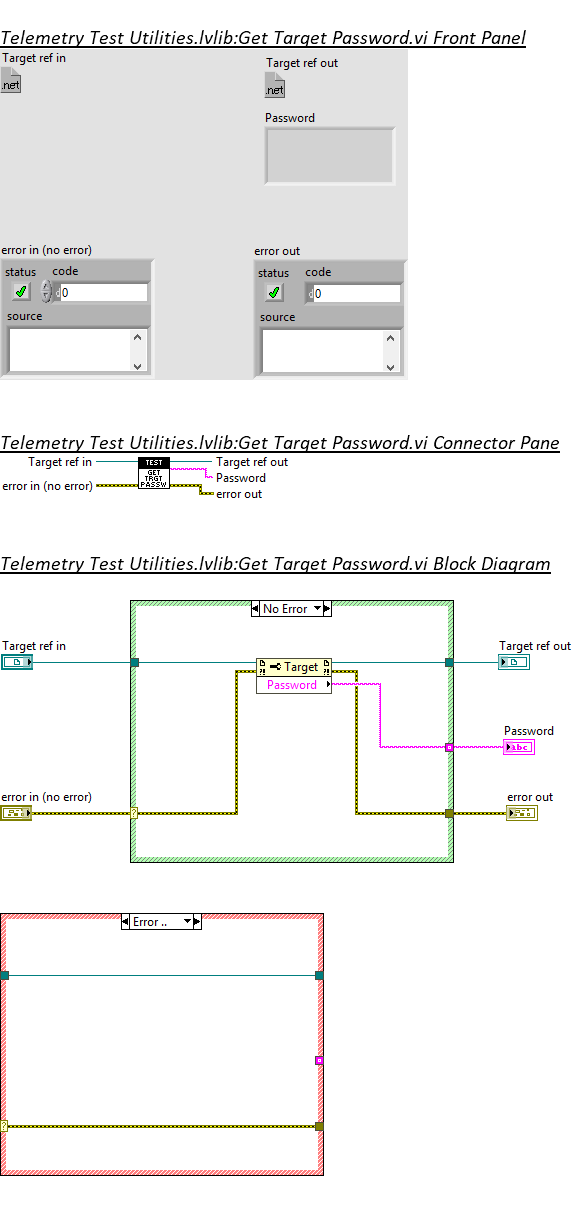 Telemetry Test Utilities.lvlib:Get Target Password.vi Front Panel
Target ref in
Target ref out
.net
.net
Password
error in (no error)
error out
status code
status code
0
0
source
source
Telemetry Test Utilities.lvlib:Get Target Password.vi Connector Pane
Target ref in
TEST
Target ref out
GET
TRGT
PASSW
Password
error in (no error)
error out
Telemetry Test Utilities.lvlib:Get Target Password.vi Block Diagram
No Error
Target ref in
Target ref out
Target
Password
Password
abc
error in (no error)
error out
?
Error ..
?